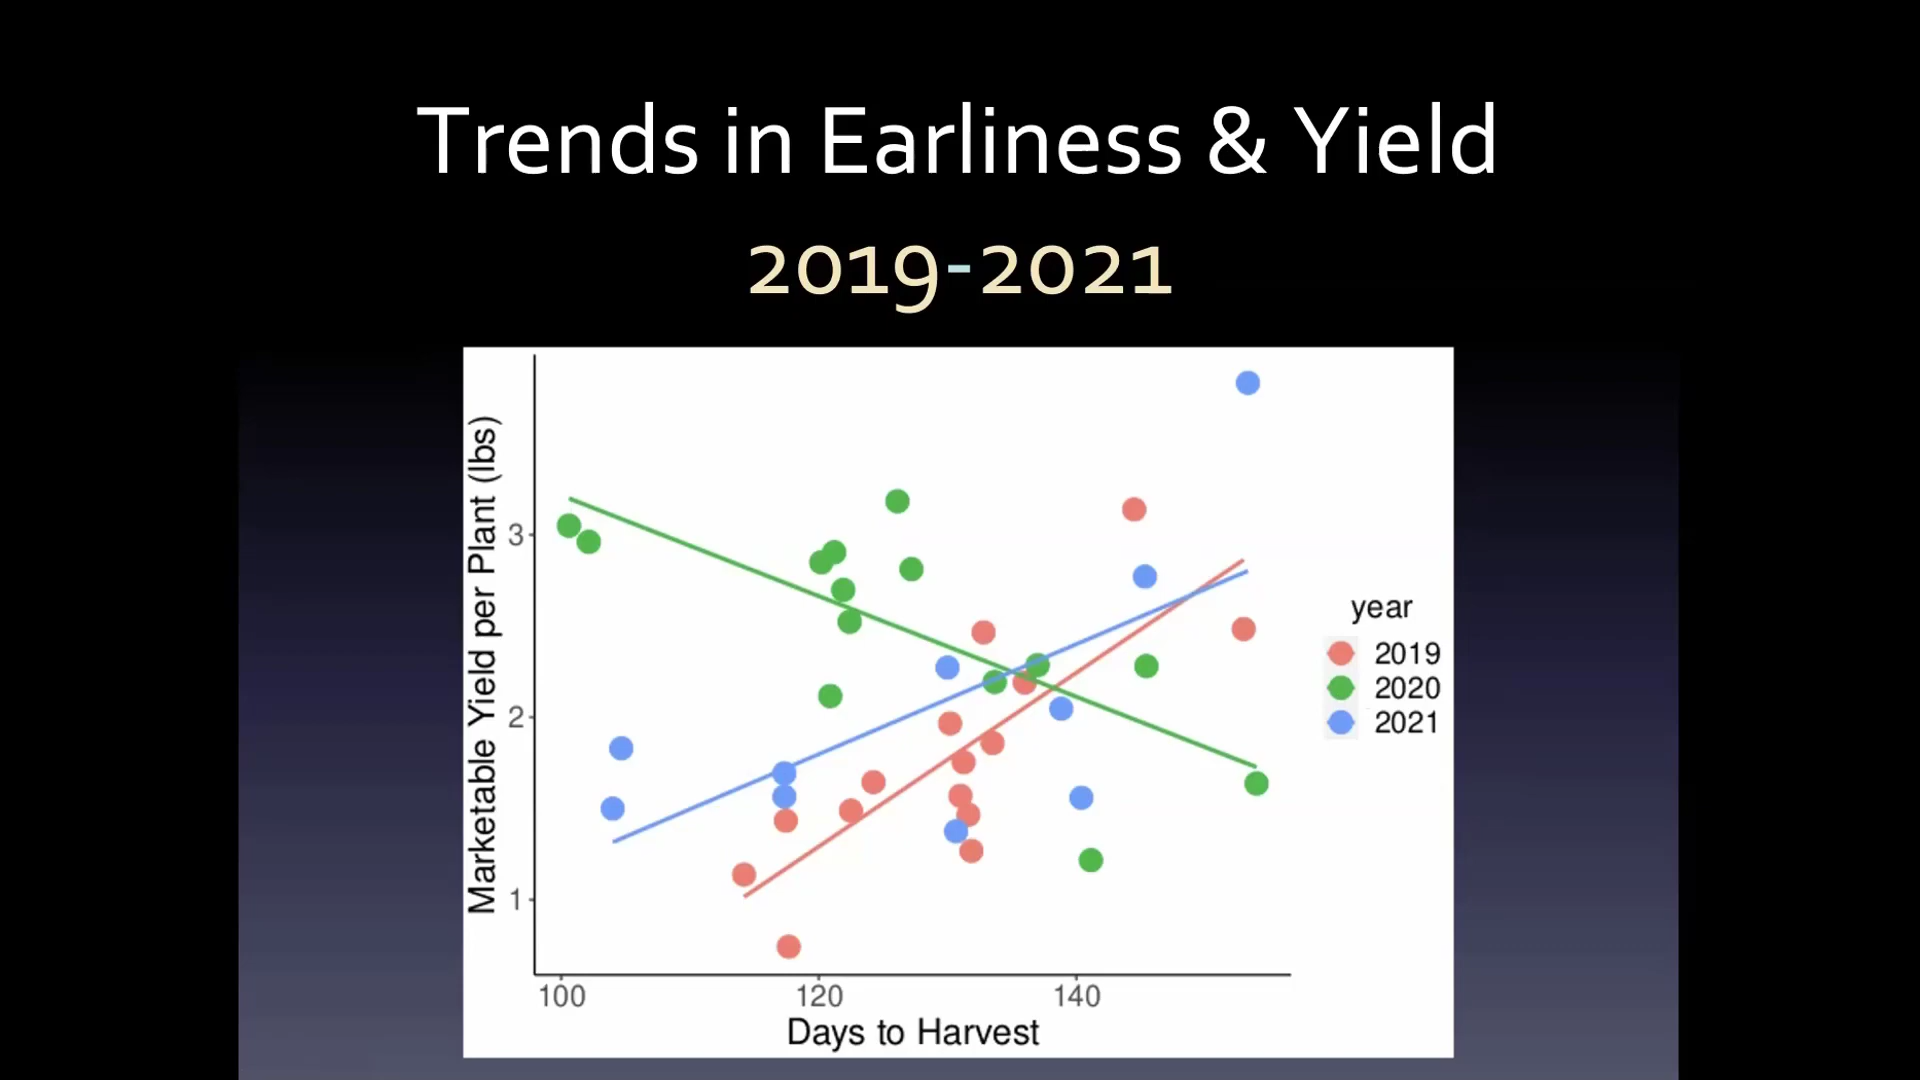 Trends in Earliness & Yield
2019-2021
Marketable Yield per Plant (lbs)
3
2
1
100 120 140
Days to Harvest
year
2019
2020
2021